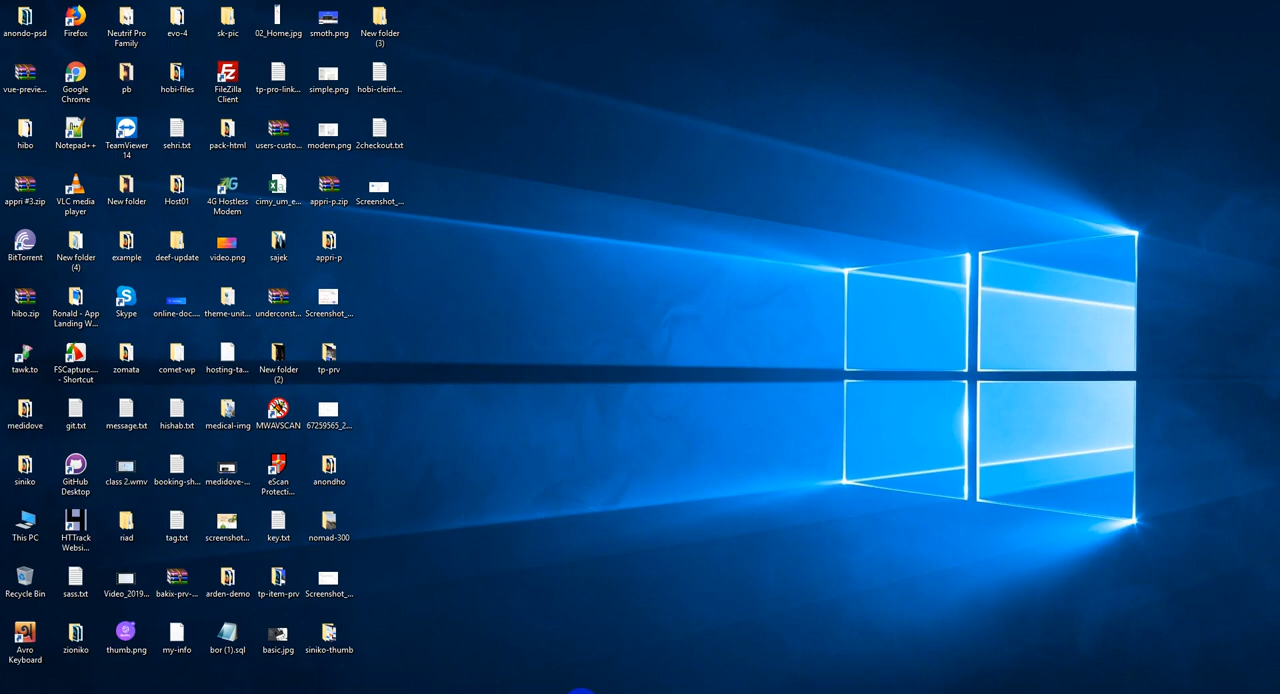 anondo-psd
Firefox
Neutrif Pro
Family
evo-4
sk-pic
02_Home.jpg
smoth.png
New folder
(3)
vue-previe...
Google
Chrome
pb
hobi-files
FileZilla
Client
tp-pro-link...
simple.png
hobi-cleint...
hibo
Notepad++
TeamViewer
14
sehri.txt
pack-html
users-custo...
modern.png
2checkout.txt
appri #3.zip
VLC media
player
New folder
Host01
4G Hostless
Modem
cimy_um_e...
appri-p.zip
Screenshot_...
BitTorrent
New folder
(4)
example
deef-update
video.png
sajek
appri-p
hibo.zip
Ronald - App
Landing W...
Skype
online-doc....
theme-unit...
underconst...
Screenshot_...
tawk.to
FSCapture....
- Shortcut
zomata
comet-wp
hosting-ta...
New folder
(2)
tp-prv
medidove
git.txt
message.txt
hishab.txt
medical-img
MWAVSCAN
67259565_2...
siniko
GitHub
Desktop
class 2.wmv
booking-sh...
medidove-...
eScan
Protecti...
anondho
This PC
HTTrack
Websi...
riad
tag.txt
screenshot...
key.txt
nomad-300
Recycle Bin
sass.txt
Video_2019...
bakix-prv-...
arden-demo
tp-item-prv
Screenshot_...
Avro
Keyboard
zioniko
thumb.png
my-info
bor (1).sql
basic.jpg
siniko-thumb